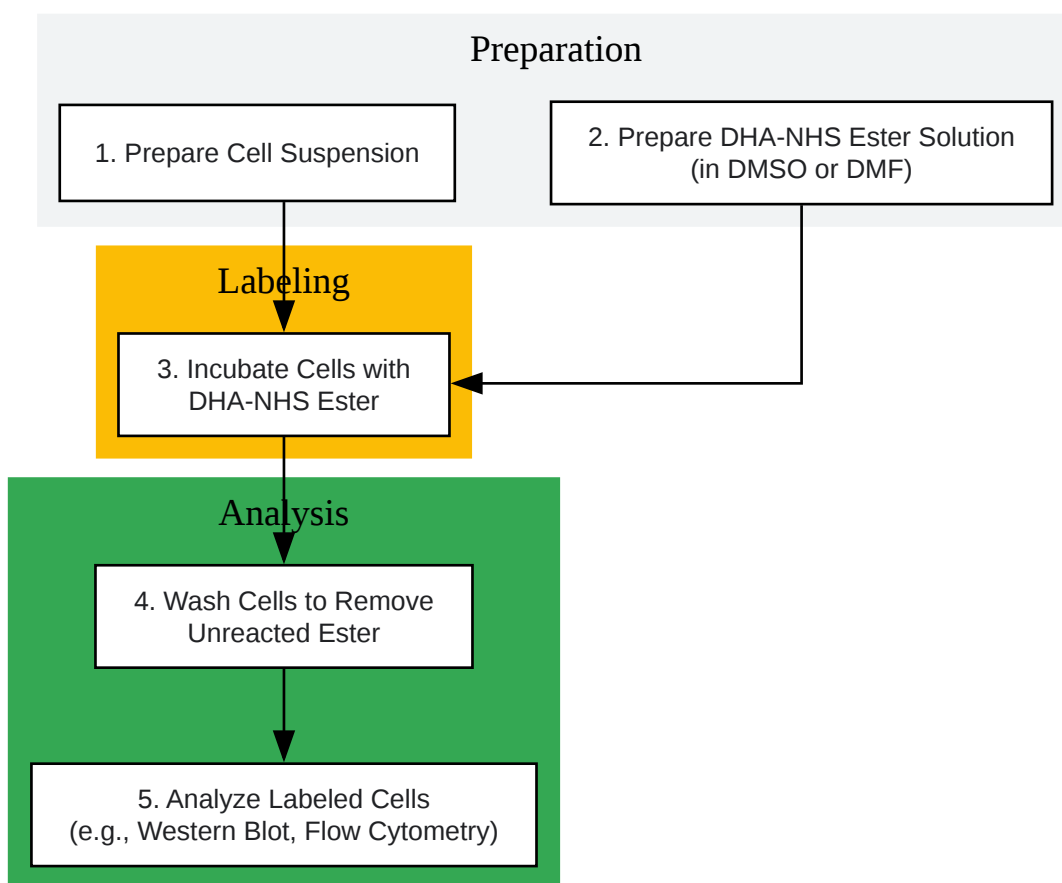 Preparation
1. Prepare Cell Suspension
2. Prepare DHA-NHS Ester Solution
(in DMSO or DMF)
Labeling
3. Incubate Cells with
DHA-NHS Ester
Analysis
4. Wash Cells to Remove
Unreacted Ester
5. Analyze Labeled Cells
(e.g., Western Blot, Flow Cytometry)